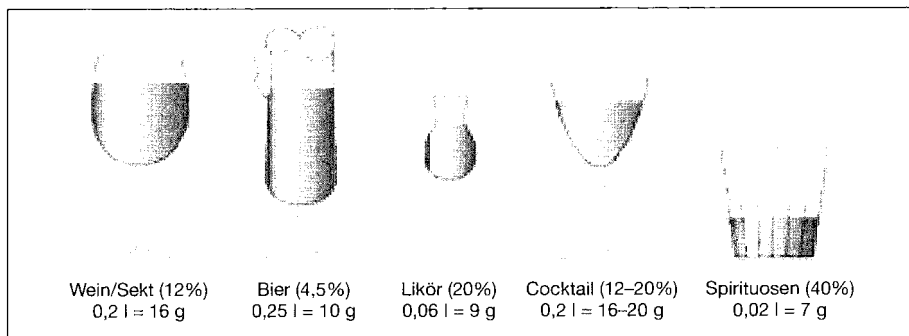 Wein/Sekt (12%)
0,2 l = 16 g
Bier (4,5%)
0,25 l = 10 g
Likör (20%)
0,06 l = 9 g
Cocktail (12–20%)
0,2 l = 16–20 g
Spirituosen (40%)
0,02 l = 7 g